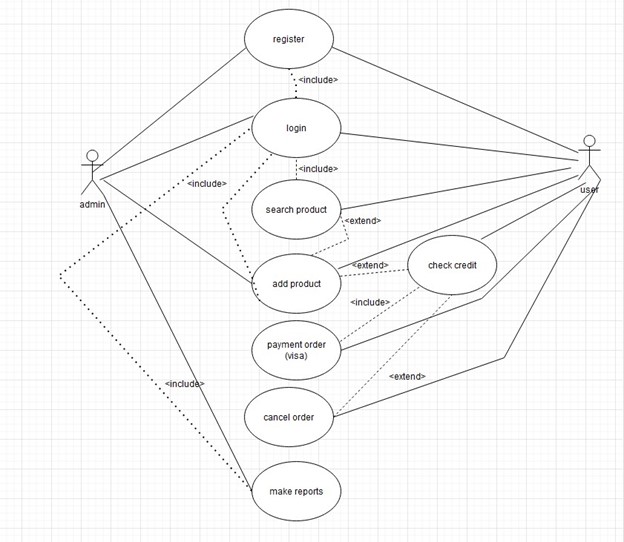 register
<include>
login
<include>
<include>
admin
user
search product
<extend>
<extend>
check credit
add product
<include>
payment order
(visa)
<extend>
<include>
cancel order
make reports